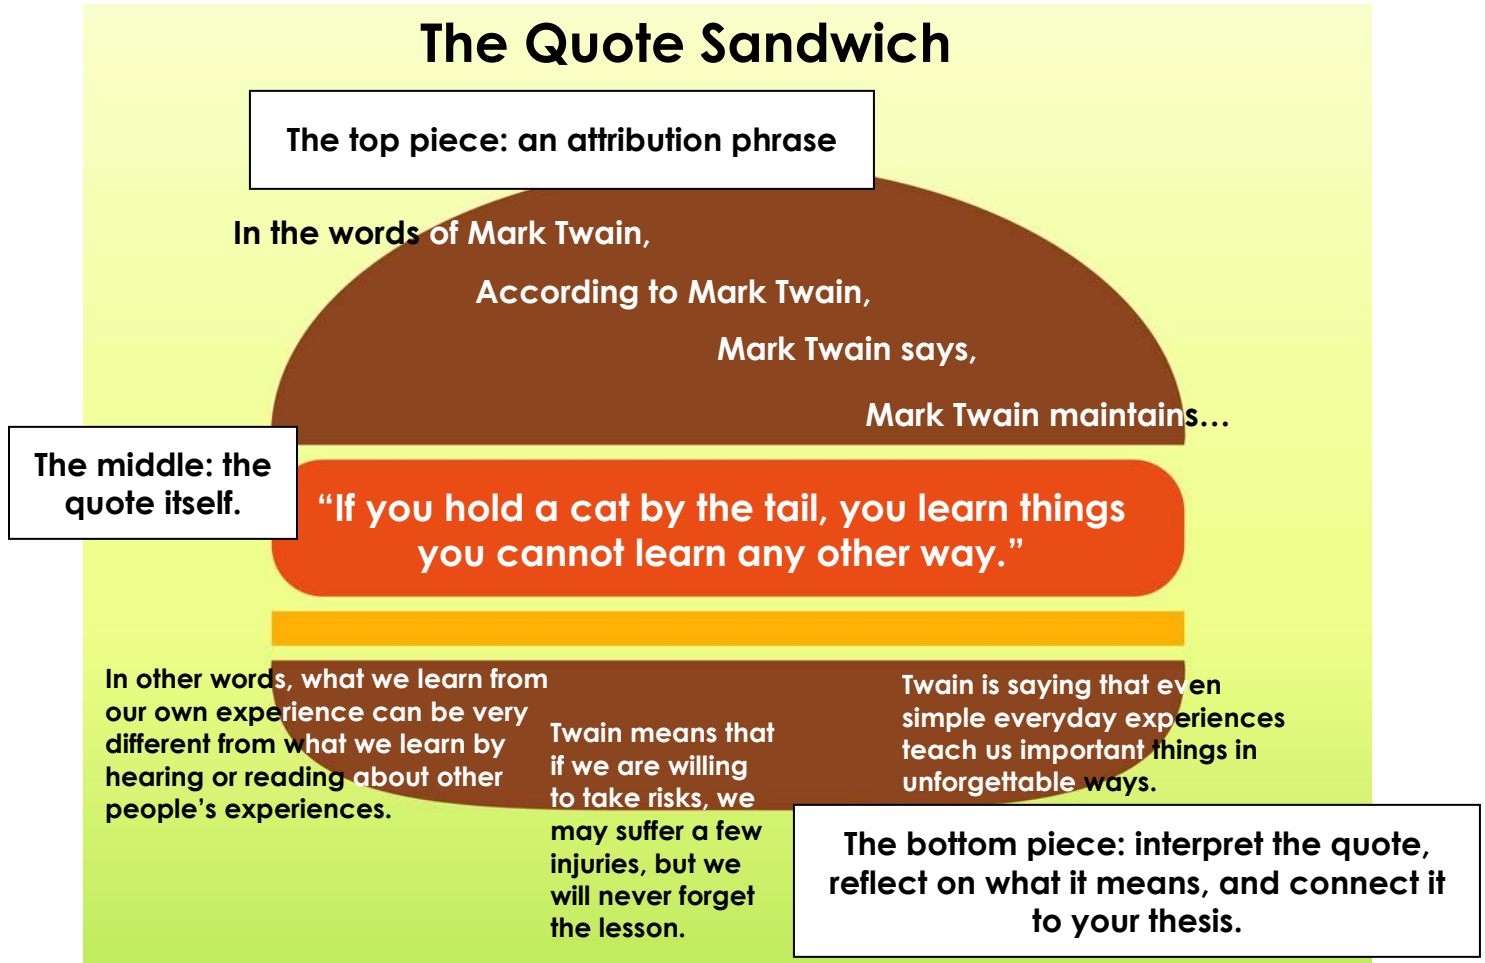 The Quote Sandwich
The top piece: an attribution phrase
In the words of Mark Twain,
According to Mark Twain,
Mark Twain says,
Mark Twain maintains…
The middle: the
quote itself.
“If you hold a cat by the tail, you learn things
you cannot learn any other way.”
In other words, what we learn from
our own experience can be very
different from what we learn by
hearing or reading about other
people’s experiences.
Twain means that
if we are willing
to take risks, we
may suffer a few
injuries, but we
will never forget
the lesson.
Twain is saying that even
simple everyday experiences
teach us important things in
unforgettable ways.
The bottom piece: interpret the quote,
reflect on what it means, and connect it
to your thesis.